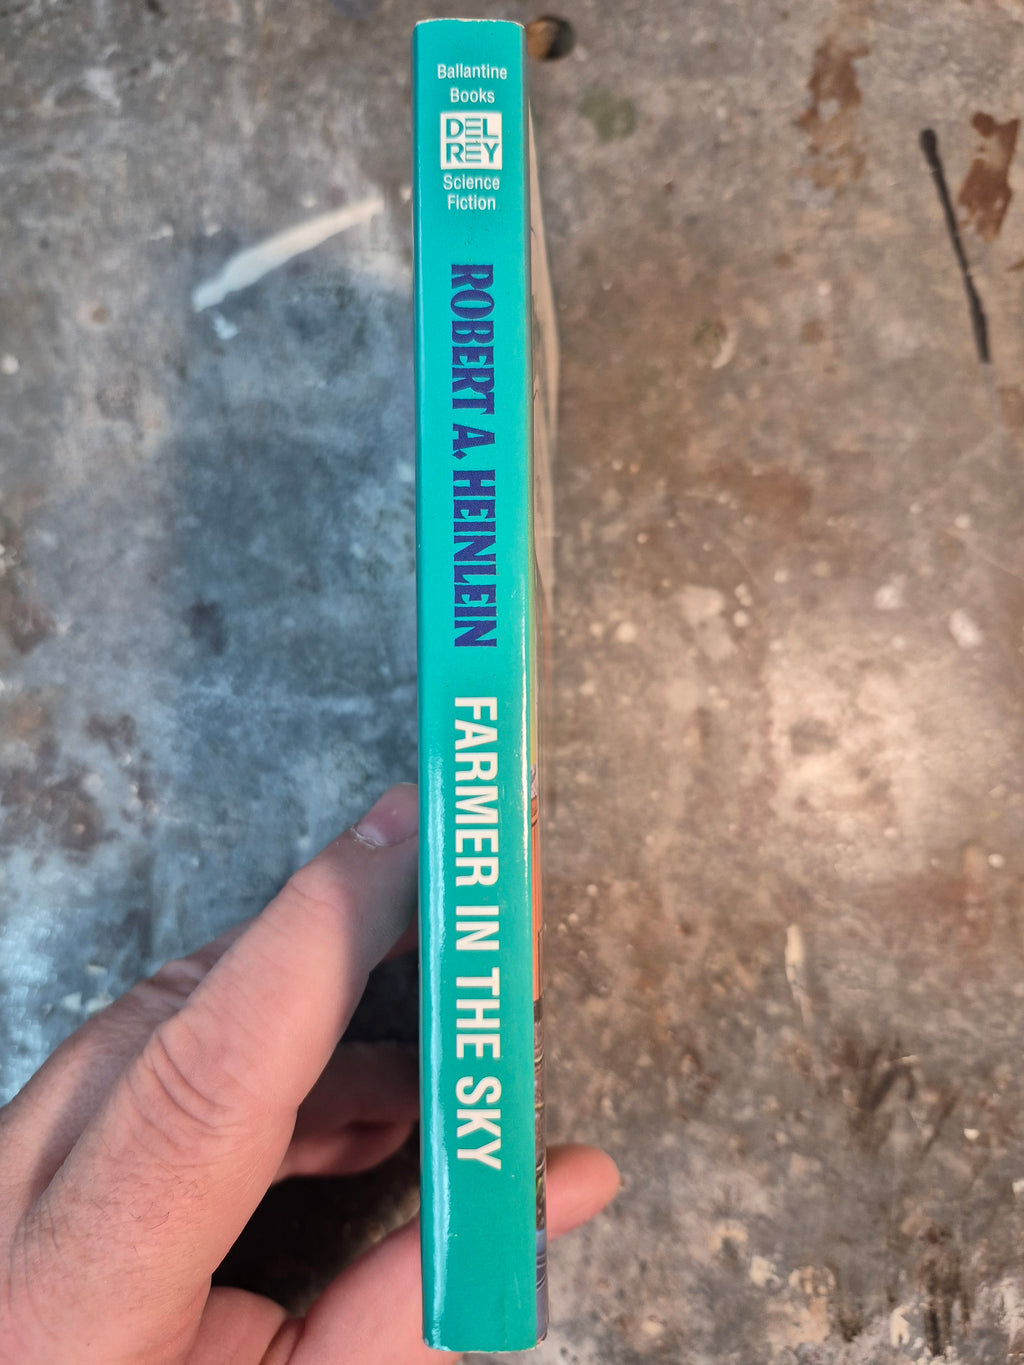 Ballantine
Books
DEL
REY
Science
Fiction
ROBERT A. HEINLEIN
FARMER IN THE SKY